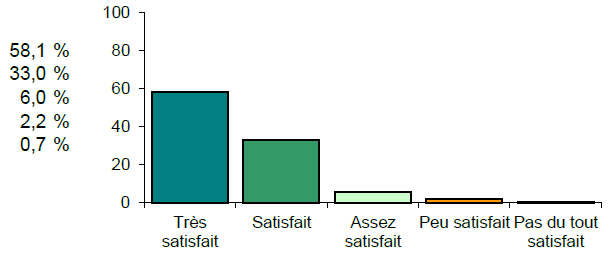 58,1 %
33,0 %
6,0 %
2,2 %
0,7 %
100
80
60
40
20
0
Très satisfait
Satisfait
Assez satisfait
Peu satisfait
Pas du tout satisfait